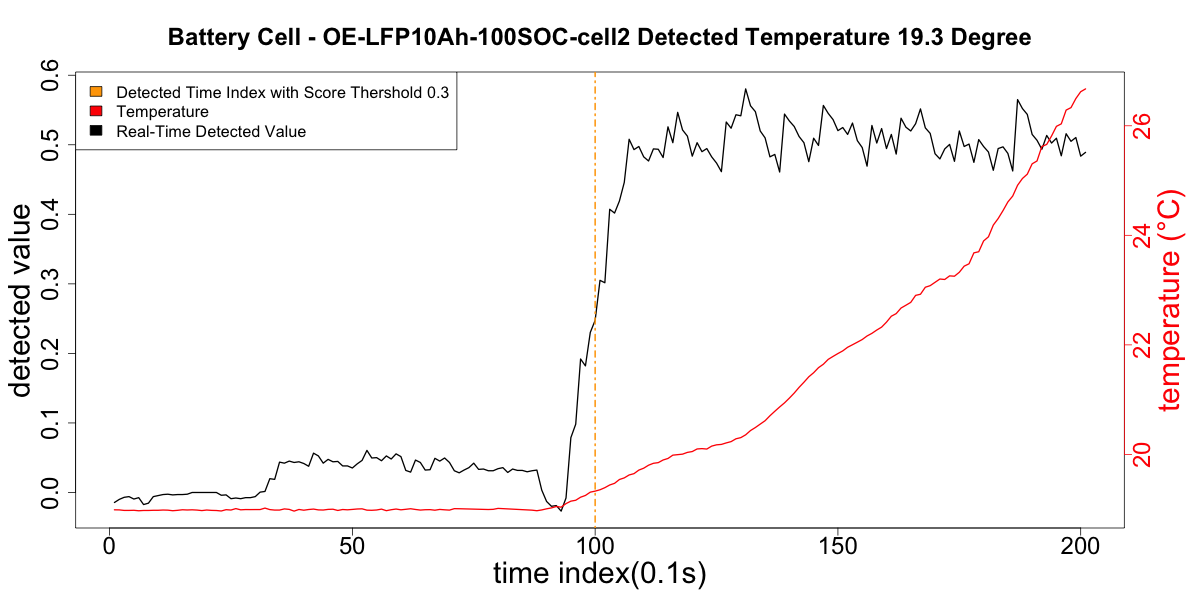 Battery Cell - OE-LFP10Ah-100SOC-cell2 Detected Temperature 19.3 Degree
Detected Time Index with Score Thershold 0.3
Temperature
Real-Time Detected Value
detected value
0.0
0.1
0.2
0.3
0.4
0.5
0.6
0
50
100
150
200
time index(0.1s)
20
22
24
26
temperature (°C)